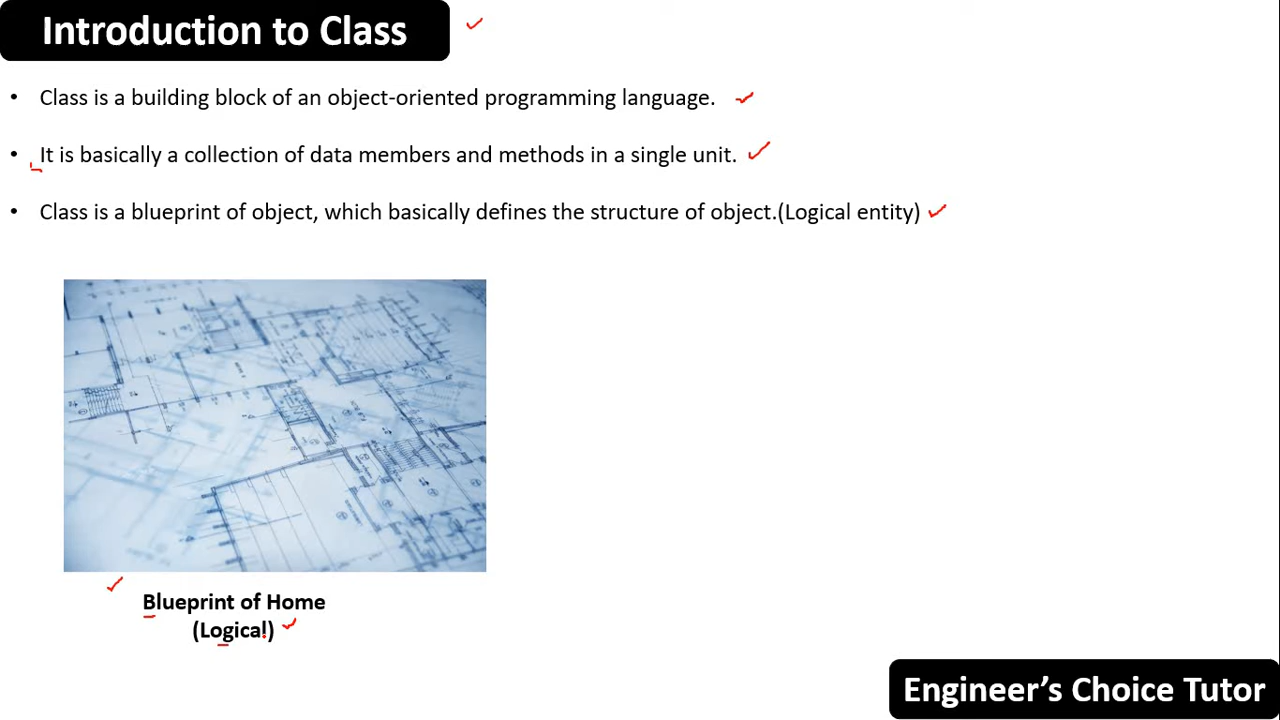 Introduction to Class
• Class is a building block of an object-oriented programming language.
• It is basically a collection of data members and methods in a single unit.
• Class is a blueprint of object, which basically defines the structure of object.(Logical entity)
Blueprint of Home
(Logical)
Engineer's Choice Tutor